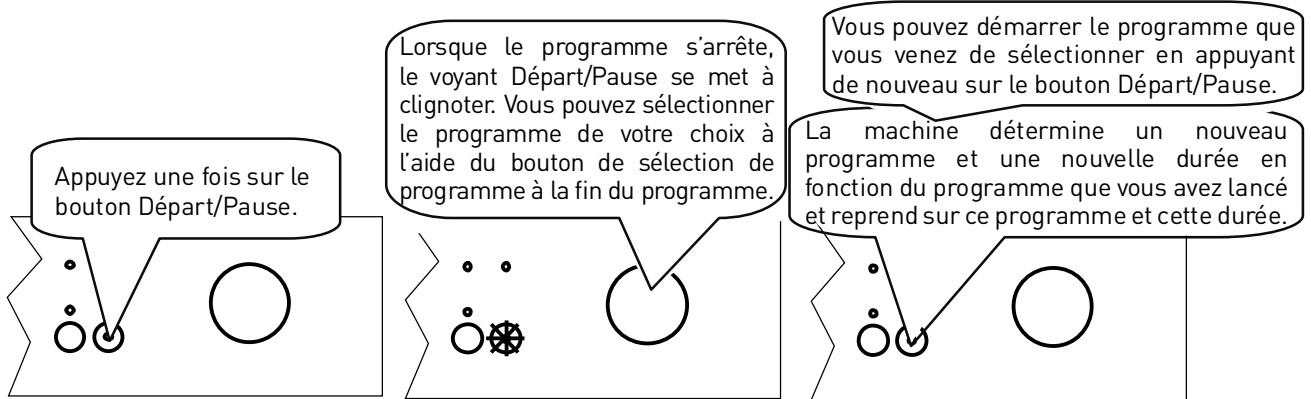 Appuyez une fois sur le
bouton Départ/Pause.
Lorsque le programme s'arrête,
le voyant Départ/Pause se met à
clignoter. Vous pouvez sélectionner
le programme de votre choix à
l'aide du bouton de sélection de
programme à la fin du programme.
Vous pouvez démarrer le programme que
vous venez de sélectionner en appuyant
de nouveau sur le bouton Départ/Pause.
La machine détermine un nouveau
programme et une nouvelle durée en
fonction du programme que vous avez lancé
et reprend sur ce programme et cette durée.